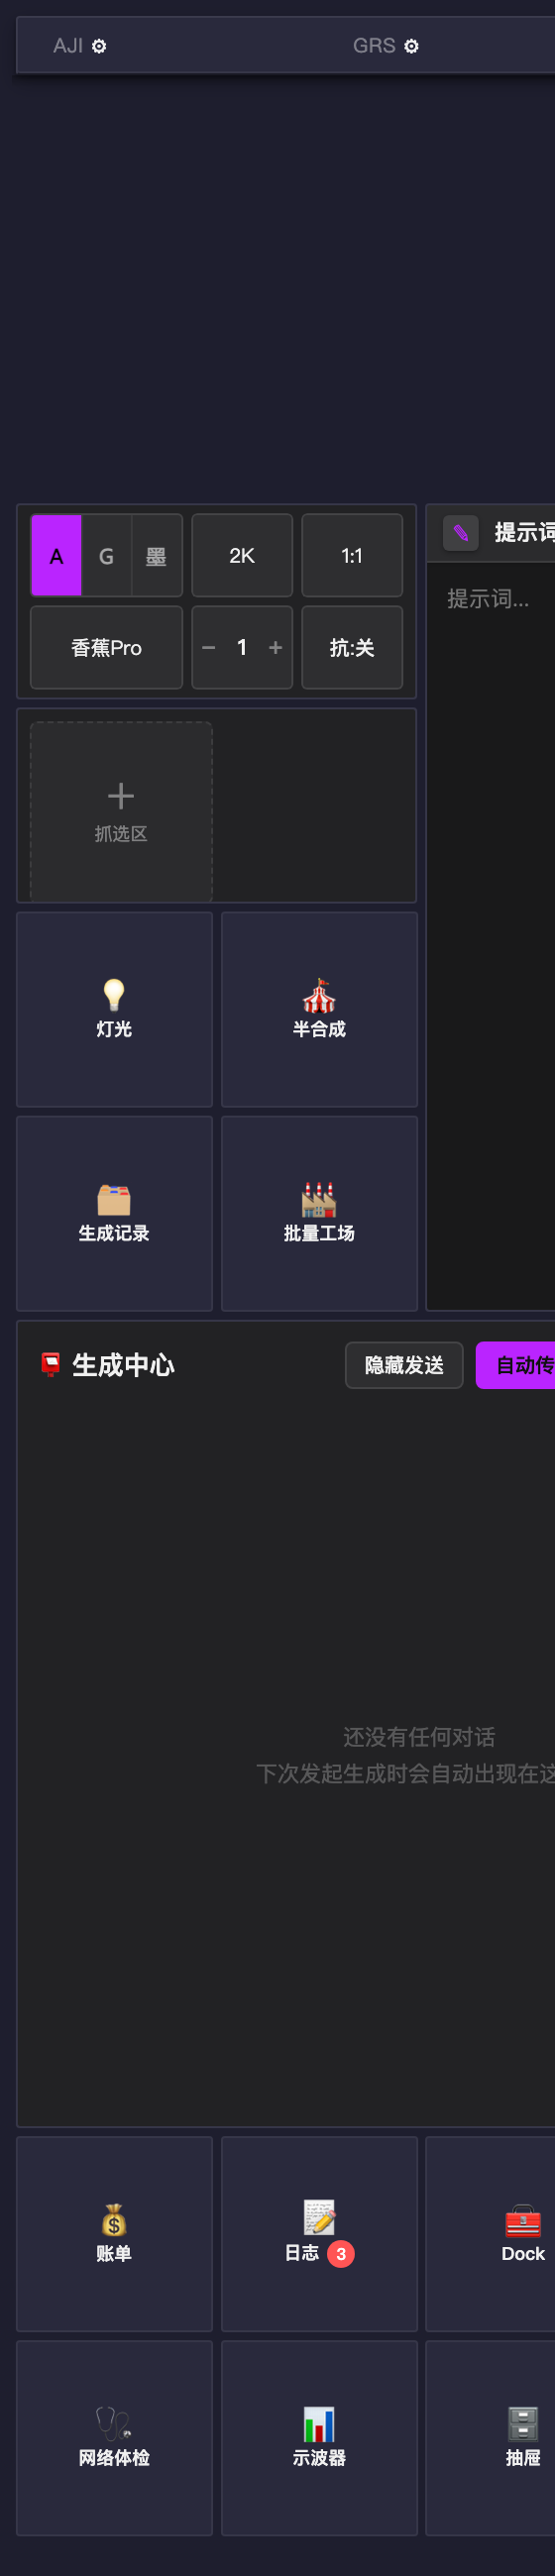 AJI ⚙ GRS ⚙
A G 墨 2K 1:1
提示词
香蕉Pro − 1 + 抗:关
提示词...
抓选区
灯光 半合成
生成记录 批量工场
生成中心 隐藏发送 自动传
还没有任何对话
下次发起生成时会自动出现在这
账单 日志 3 Dock
网络体检 示波器 抽屉